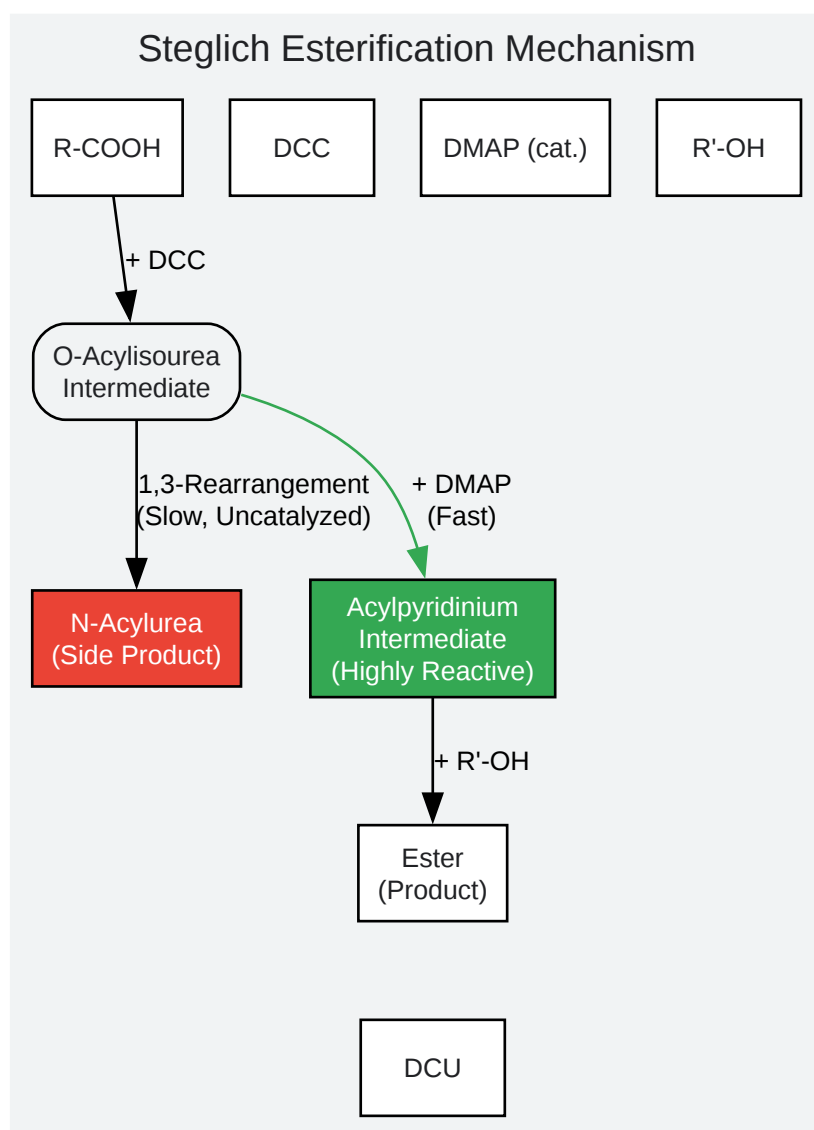 Steglich Esterification Mechanism
R-COOH
DCC
DMAP (cat.)
R'-OH
+ DCC
O-Acylisourea
Intermediate
1,3-Rearrangement
(Slow, Uncatalyzed)
+ DMAP
(Fast)
N-Acylurea
(Side Product)
Acylpyridinium
Intermediate
(Highly Reactive)
+ R'-OH
Ester
(Product)
DCU